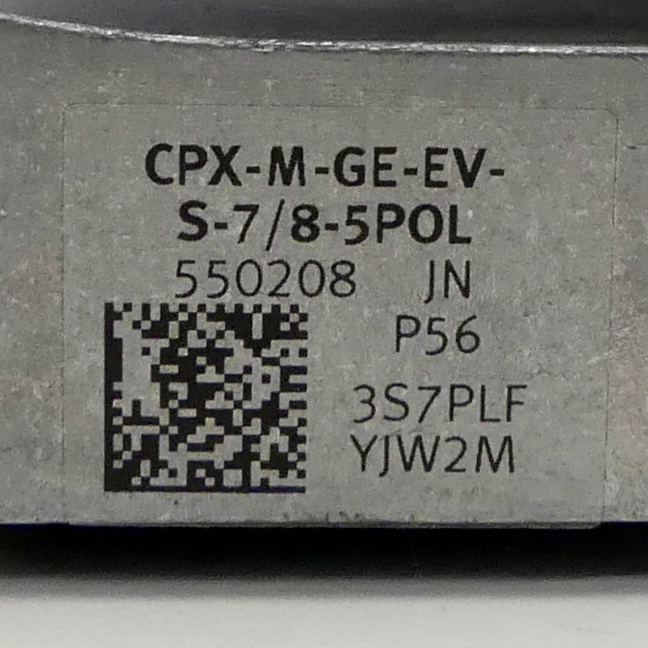 CPX-M-GE-EV-
S-7/8-5POL
550208 JN
P56
3S7PLF
YJW2M